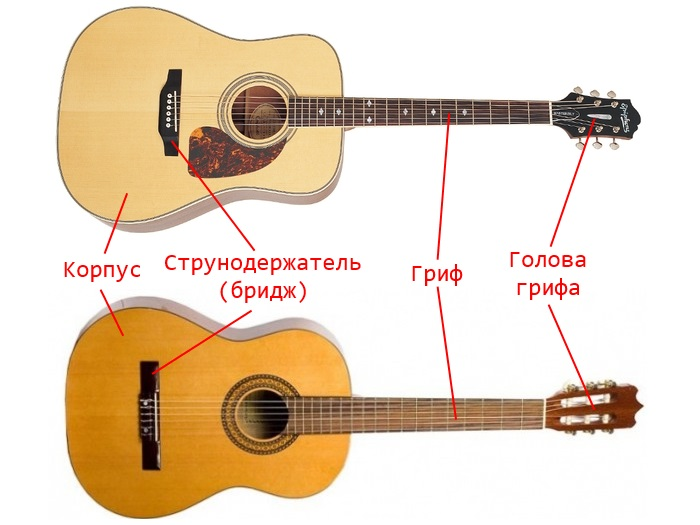 Корпус
Струнодержатель
(бридж)
Гриф
Голова
грифа